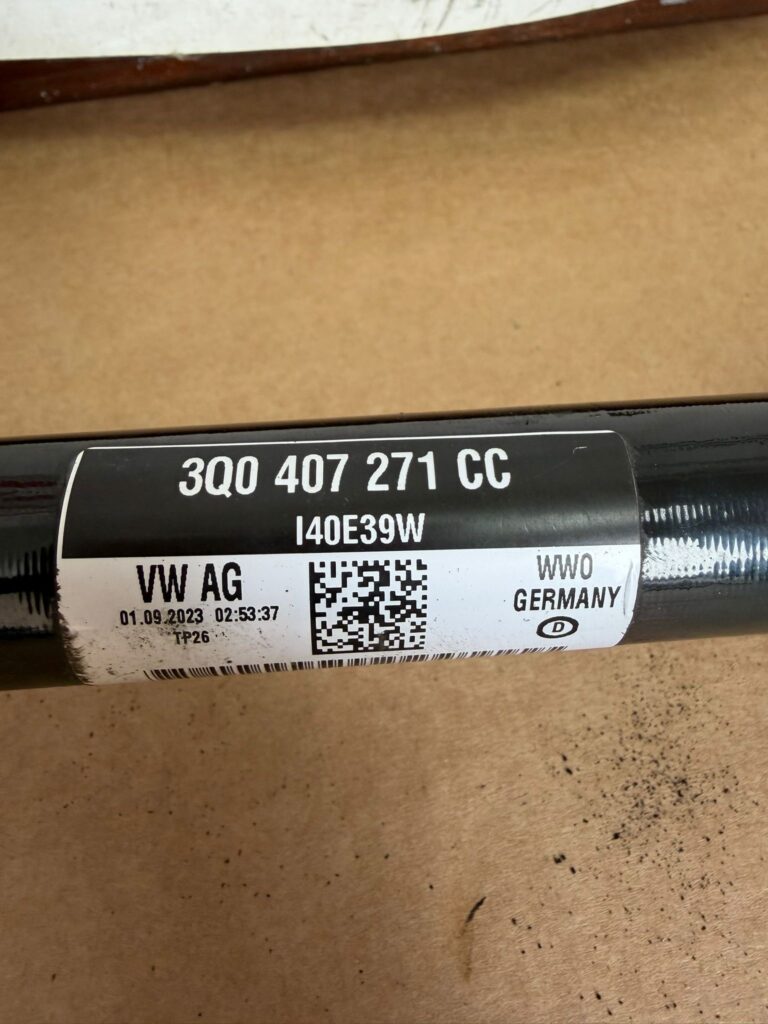 3Q0 407 271 CC
I40E39W
VW AG
01.09.2023 02:53:37
TP26
WWO
GERMANY
D